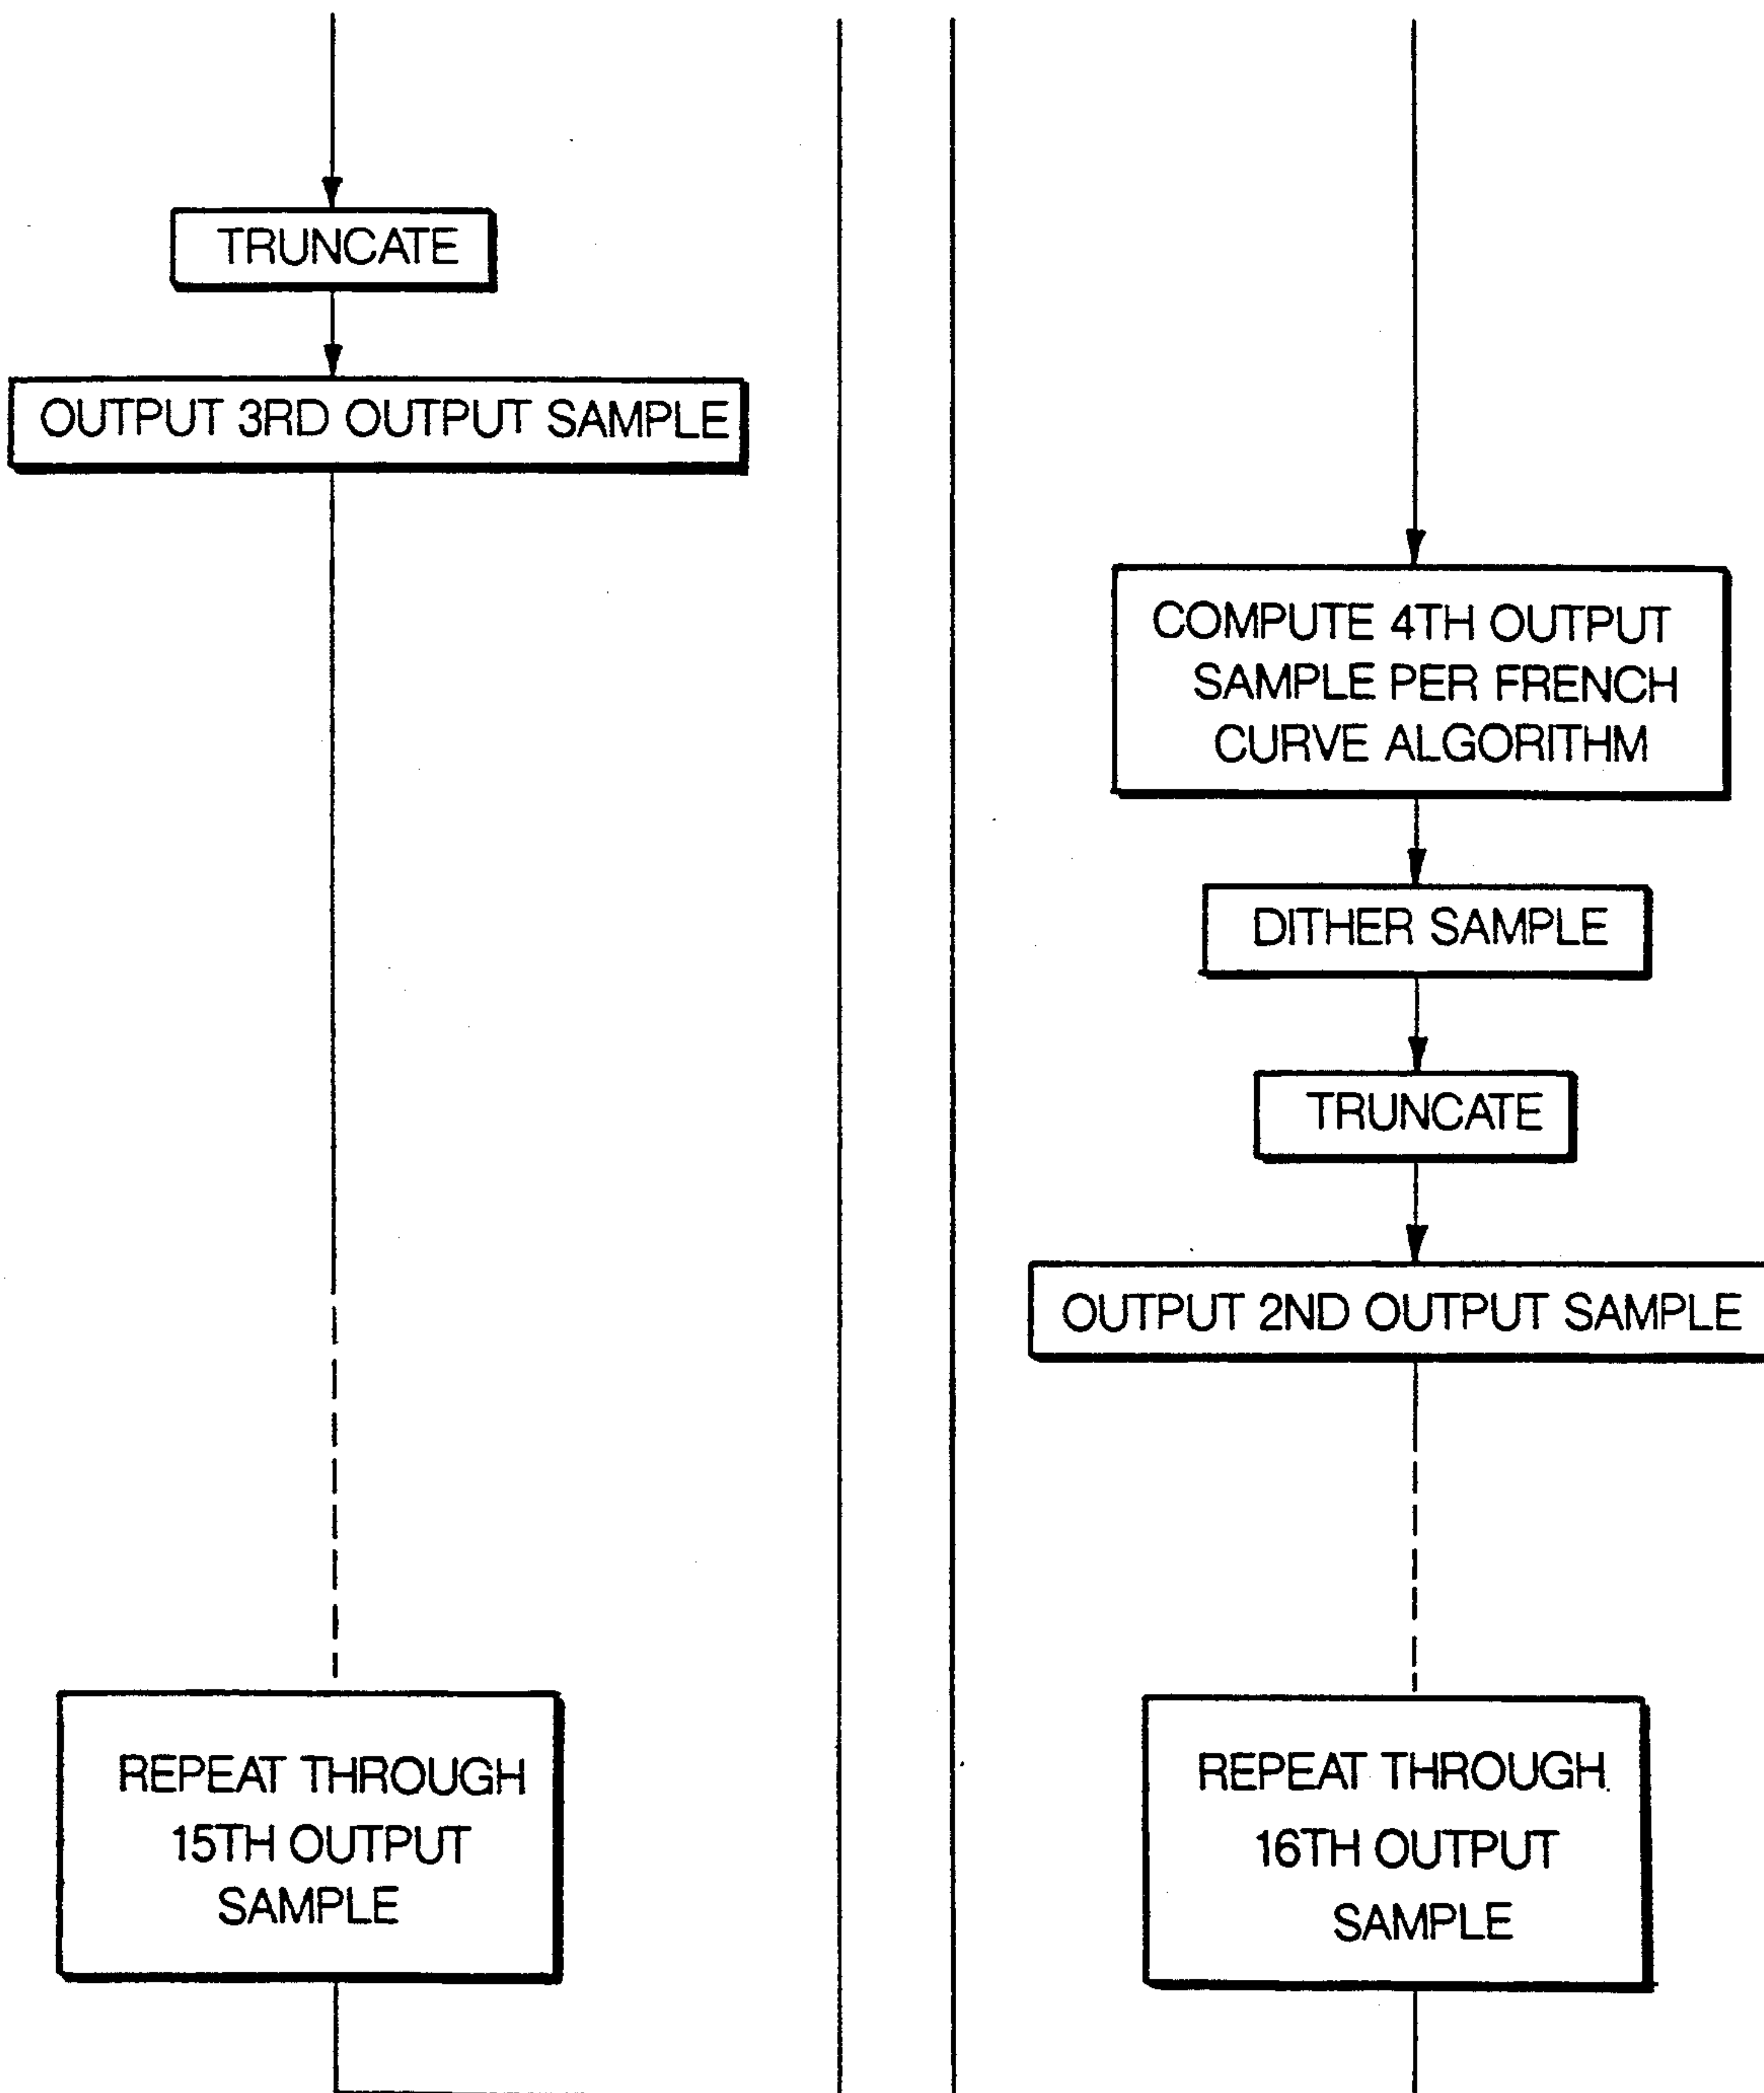 TRUNCATE
OUTPUT 3RD OUTPUT SAMPLE
REPEAT THROUGH
15TH OUTPUT
SAMPLE
COMPUTE 4TH OUTPUT
SAMPLE PER FRENCH
CURVE ALGORITHM
DITHER SAMPLE
TRUNCATE
OUTPUT 2ND OUTPUT SAMPLE
REPEAT THROUGH
16TH OUTPUT
SAMPLE